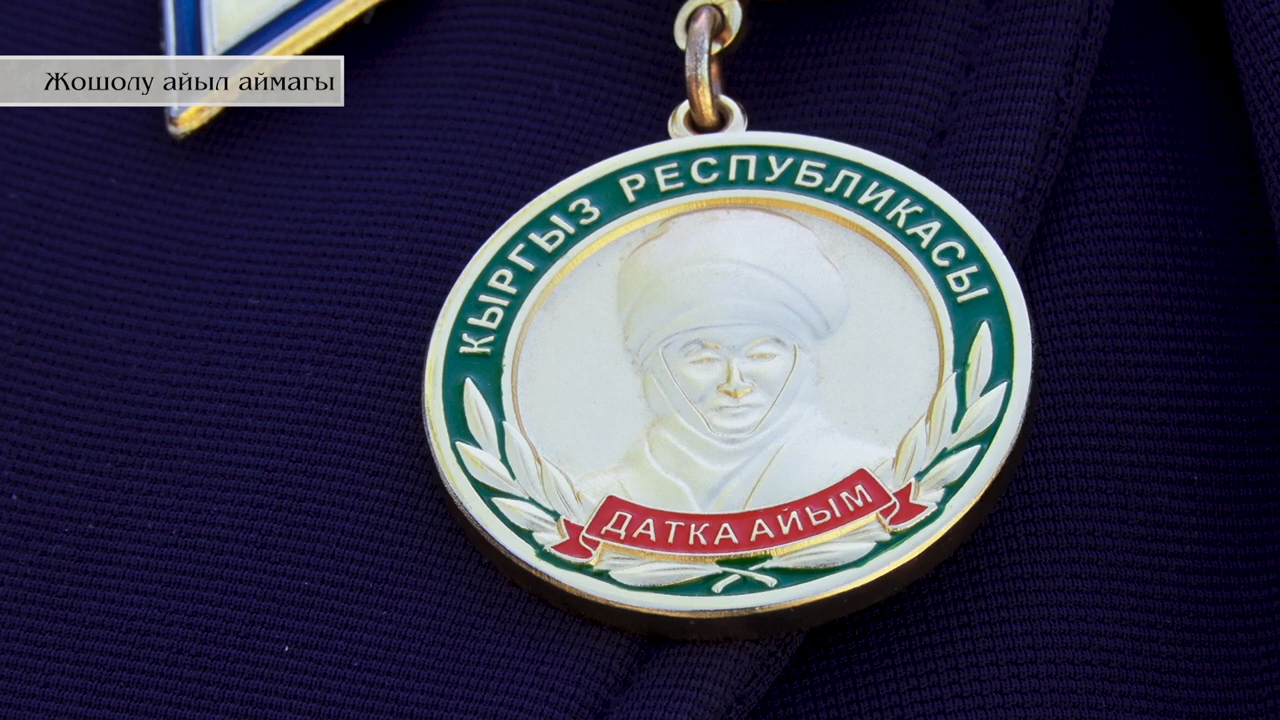 Жошолу айыл аймагы
КЫРГЫЗ РЕСПУБЛИКАСЫ
ДАТКА АЙЫМ